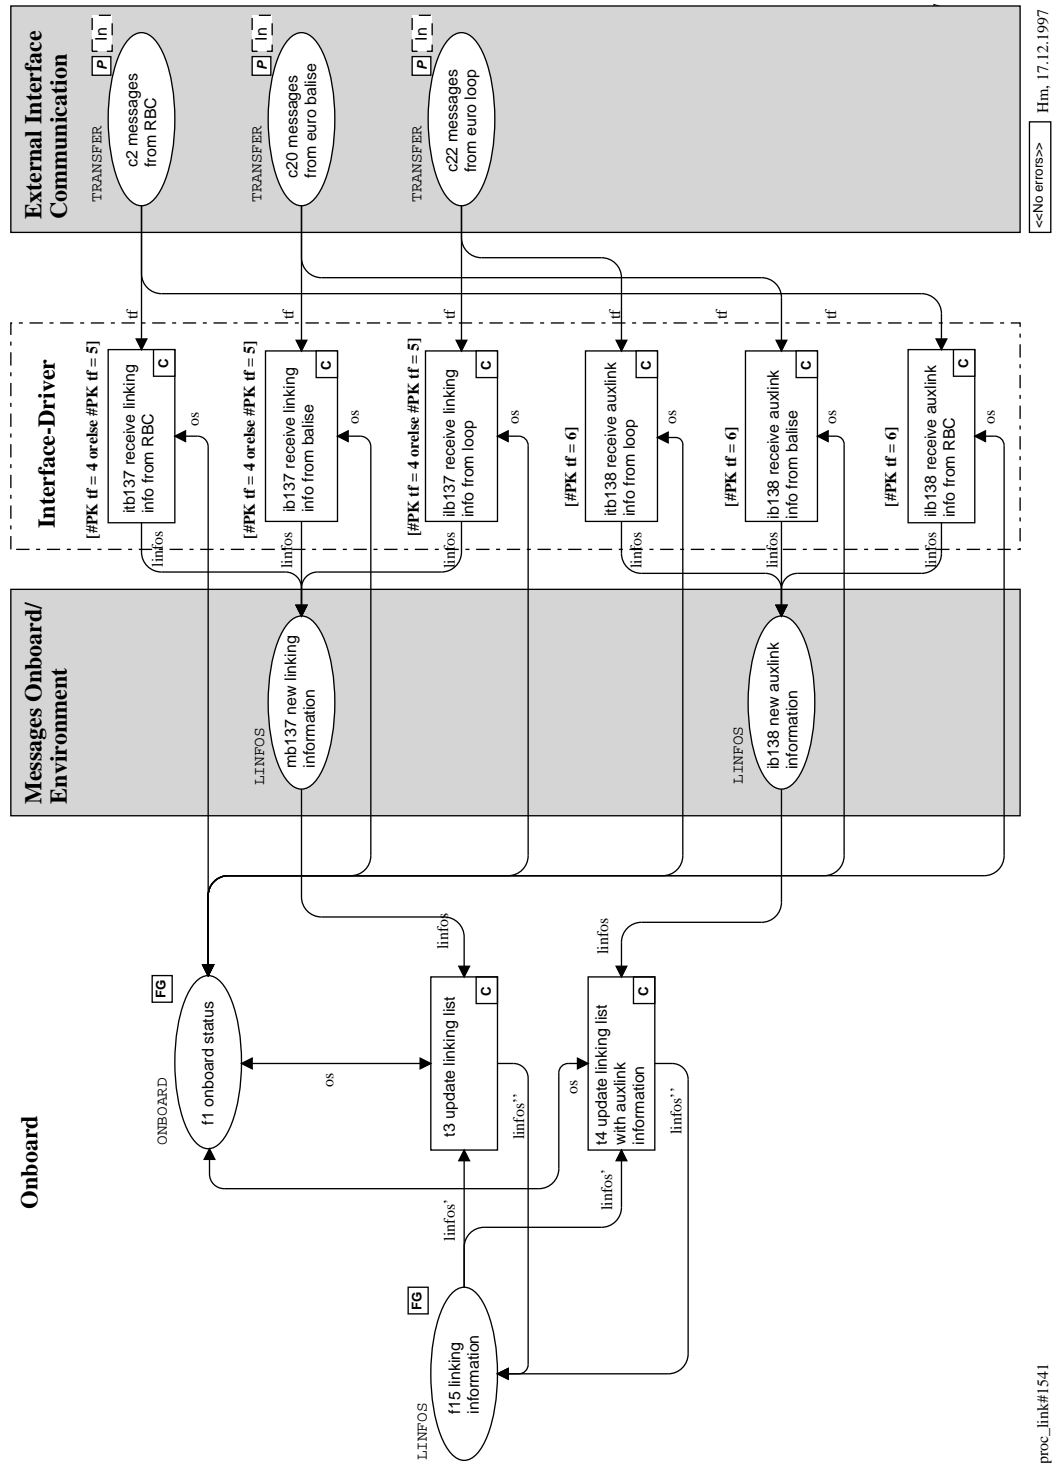 Onboard
ONBOARD
FG
f1 onboard status
os
LINFOS
FG
f15 linking
information
linfos'
t3 update linking list
C
linfos
linfos''
os
linfos'
t4 update linking list
with auxlink
information
C
linfos
linfos''
Messages Onboard/
Environment
LINFOS
mb137 new linking
information
LINFOS
ib138 new auxlink
information
Interface-Driver
[#PK tf = 4 orelse #PK tf = 5]
itb137 receive linking
info from RBC
C
linfos
tf
os
[#PK tf = 4 orelse #PK tf = 5]
ib137 receive linking
info from balise
C
linfos
tf
os
[#PK tf = 4 orelse #PK tf = 5]
ilb137 receive linking
info from loop
C
linfos
tf
os
[#PK tf = 6]
itb138 receive auxlink
info from loop
C
linfos
tf
os
[#PK tf = 6]
ib138 receive auxlink
info from balise
C
linfos
tf
os
[#PK tf = 6]
ilb138 receive auxlink
info from RBC
C
linfos
tf
os
External Interface
Communication
TRANSFER
P In
c2 messages
from RBC
TRANSFER
P In
c20 messages
from euro balise
TRANSFER
P In
c22 messages
from euro loop
proc_link#1541
<<No errors>>
Hm, 17.12.1997